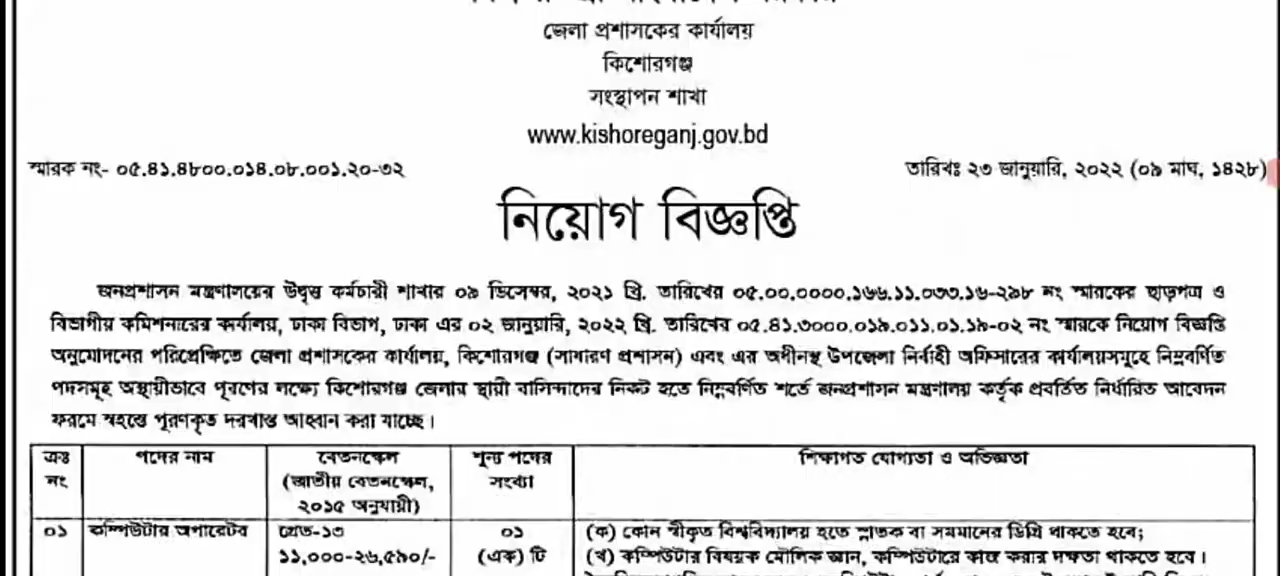 জেলা প্রশাসকের কার্যালয়
কিশোরগঞ্জ
সংস্থাপন শাখা
www.kishoreganj.gov.bd
স্মারক নং- ০৫.৪১.৪৮০০.০১৪.০৮.০০১.২০-৩২ তারিখঃ ২৩ জানুয়ারি, ২০২২ (০৯ মাঘ, ১৪২৮)
নিয়োগ বিজ্ঞপ্তি
জনপ্রশাসন মন্ত্রণালয়ের উদ্বৃত্ত কর্মচারী শাখার ০৯ ডিসেম্বর, ২০২১ খ্রি. তারিখের ০৫.০০.০০০০.১৬৬.১১.০৩৩.১৬-২৯৮ নং স্মারকের ছাড়পত্র ও
বিভাগীয় কমিশনারের কার্যালয়, ঢাকা বিভাগ, ঢাকা এর ০২ জানুয়ারি, ২০২২ খ্রি. তারিখের ০৫.৪১.৩০০০.০১৯.০১১.০১.১৯-০২ নং স্মারকে নিয়োগ বিজ্ঞপ্তি
অনুমোদনের পরিপ্রেক্ষিতে জেলা প্রশাসকের কার্যালয়, কিশোরগঞ্জ (সাধারণ প্রশাসন) এবং এর অধীনস্থ উপজেলা নির্বাহী অফিসারের কার্যালয়সমূহে নিম্নবর্ণিত
পদসমূহ অস্থায়ীভাবে পূরণের লক্ষ্যে কিশোরগঞ্জ জেলার স্থায়ী বাসিন্দাদের নিকট হতে নিম্নবর্ণিত শর্তে জনপ্রশাসন মন্ত্রণালয় কর্তৃক প্রবর্তিত নির্ধারিত আবেদন
ফরমে স্বহস্তে পূরণকৃত দরখাস্ত আহ্বান করা যাচ্ছে।
ক্রঃ নং
পদের নাম
বেতনস্কেল
(জাতীয় বেতনস্কেল,
২০১৫ অনুযায়ী)
শূন্য পদের
সংখ্যা
শিক্ষাগত যোগ্যতা ও অভিজ্ঞতা
০১ কম্পিউটার অপারেটর গ্রেড-১৩ ০১ (ক) কোন স্বীকৃত বিশ্ববিদ্যালয় হতে স্নাতক বা সমমানের ডিগ্রি থাকতে হবে;
১১,০০০-২৬,৫৯০/- (এক) টি (খ) কম্পিউটার বিষয়ক মৌলিক জ্ঞান, কম্পিউটারে কাজ করার দক্ষতা থাকতে হবে।